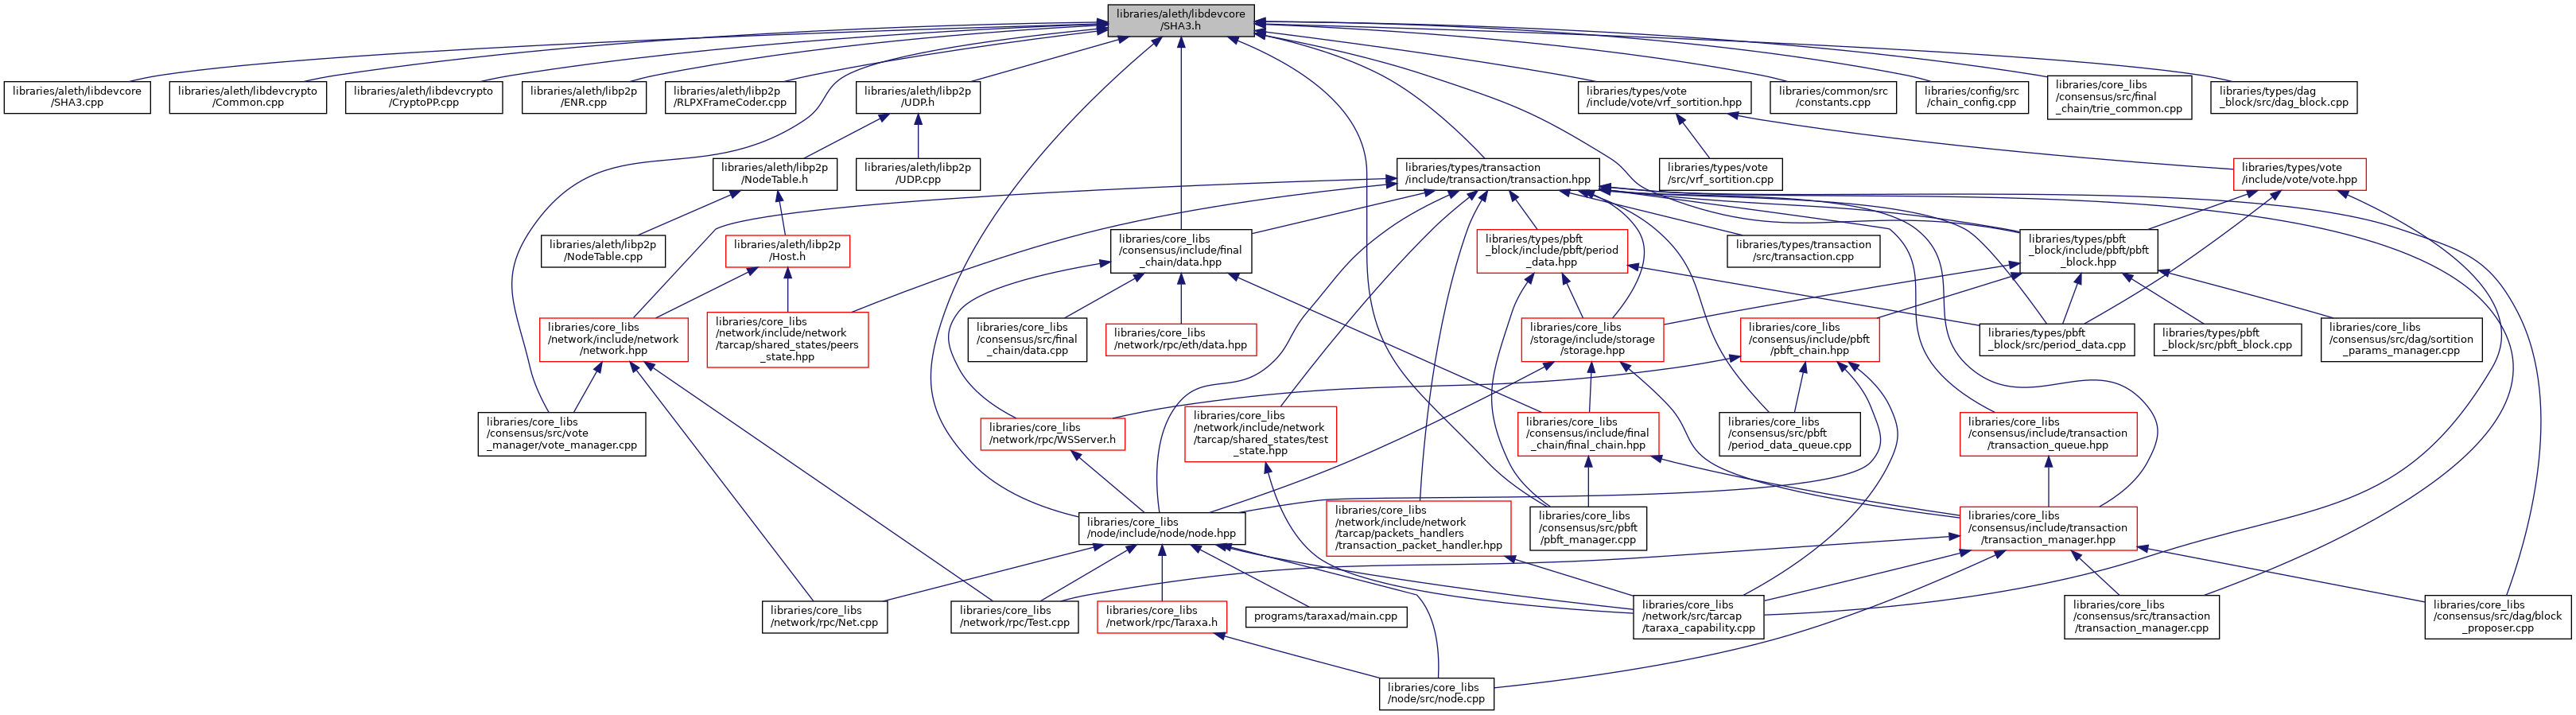 libraries/aleth/libdevcore
/SHA3.h
libraries/aleth/libdevcore
/SHA3.cpp
libraries/aleth/libdevcrypto
/Common.cpp
libraries/aleth/libdevcrypto
/CryptoPP.cpp
libraries/aleth/libp2p
/ENR.cpp
libraries/aleth/libp2p
/RLPXFrameCoder.cpp
libraries/aleth/libp2p
/UDP.h
libraries/types/vote
/include/vote/vrf_sortition.hpp
libraries/common/src
/constants.cpp
libraries/config/src
/chain_config.cpp
libraries/core_libs
/consensus/src/final
_chain/trie_common.cpp
libraries/types/dag
_block/src/dag_block.cpp
libraries/aleth/libp2p
/NodeTable.h
libraries/aleth/libp2p
/UDP.cpp
libraries/types/transaction
/include/transaction/transaction.hpp
libraries/types/vote
/src/vrf_sortition.cpp
libraries/types/vote
/include/vote/vote.hpp
libraries/aleth/libp2p
/NodeTable.cpp
libraries/aleth/libp2p
/Host.h
libraries/core_libs
/consensus/include/final
_chain/data.hpp
libraries/types/pbft
_block/include/pbft/period
_data.hpp
libraries/types/transaction
/src/transaction.cpp
libraries/types/pbft
_block/include/pbft/pbft
_block.hpp
libraries/core_libs
/network/include/network
/network.hpp
libraries/core_libs
/network/include/network
/tarcap/shared_states/peers
_state.hpp
libraries/core_libs
/consensus/src/final
_chain/data.cpp
libraries/core_libs
/network/rpc/eth/data.hpp
libraries/core_libs
/storage/include/storage
/storage.hpp
libraries/core_libs
/consensus/include/pbft
/pbft_chain.hpp
libraries/types/pbft
_block/src/period_data.cpp
libraries/types/pbft
_block/src/pbft_block.cpp
libraries/core_libs
/consensus/src/dag/sortition
_params_manager.cpp
libraries/core_libs
/consensus/src/vote
_manager/vote_manager.cpp
libraries/core_libs
/network/rpc/WSServer.h
libraries/core_libs
/network/include/network
/tarcap/shared_states/test
_state.hpp
libraries/core_libs
/consensus/include/final
_chain/final_chain.hpp
libraries/core_libs
/consensus/src/pbft
/period_data_queue.cpp
libraries/core_libs
/consensus/include/transaction
/transaction_queue.hpp
libraries/core_libs
/node/include/node/node.hpp
libraries/core_libs
/network/include/network
/tarcap/packets_handlers
/transaction_packet_handler.hpp
libraries/core_libs
/consensus/src/pbft
/pbft_manager.cpp
libraries/core_libs
/consensus/include/transaction
/transaction_manager.hpp
libraries/core_libs
/network/rpc/Net.cpp
libraries/core_libs
/network/rpc/Test.cpp
libraries/core_libs
/network/rpc/Taraxa.h
programs/taraxad/main.cpp
libraries/core_libs
/network/src/tarcap
/taraxa_capability.cpp
libraries/core_libs
/consensus/src/transaction
/transaction_manager.cpp
libraries/core_libs
/consensus/src/dag/block
_proposer.cpp
libraries/core_libs
/node/src/node.cpp